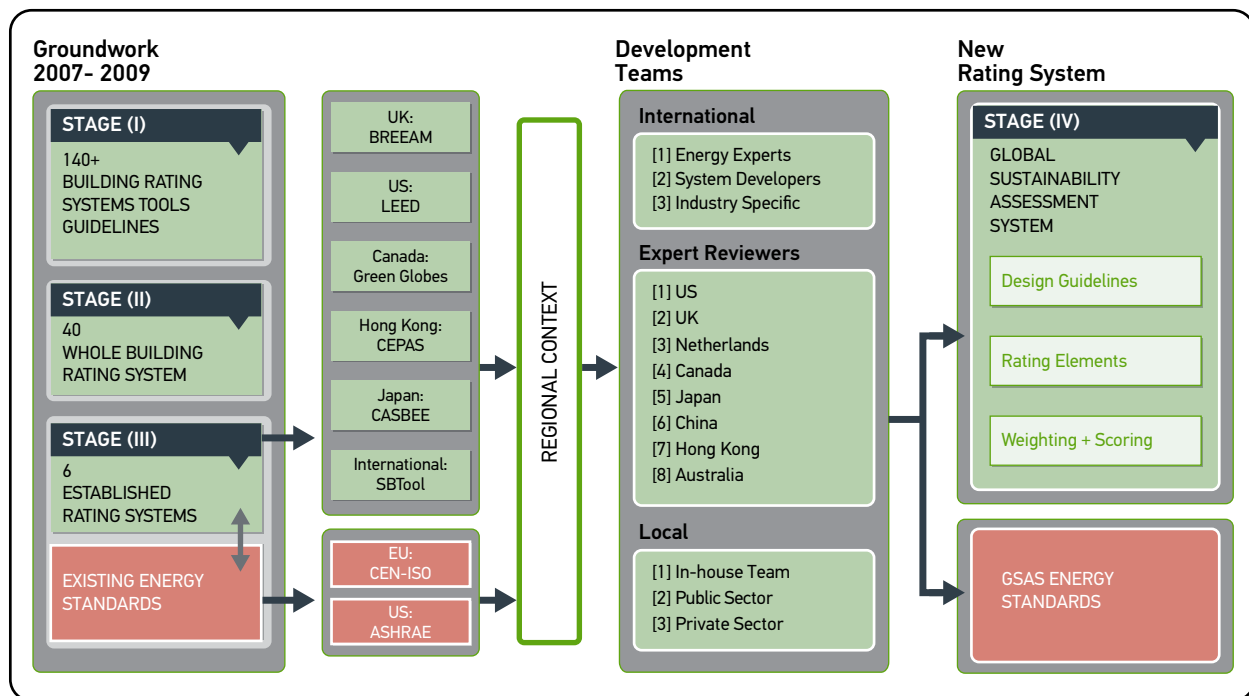 Groundwork
2007- 2009
STAGE (I)
140+
BUILDING RATING
SYSTEMS TOOLS
GUIDELINES
STAGE (II)
40
WHOLE BUILDING
RATING SYSTEM
STAGE (III)
6
ESTABLISHED
RATING SYSTEMS
EXISTING ENERGY
STANDARDS
UK:
BREEAM
US:
LEED
Canada:
Green Globes
Hong Kong:
CEPAS
Japan:
CASBEE
International:
SBTool
EU:
CEN-ISO
US:
ASHRAE
REGIONAL CONTEXT
Development
Teams
International
[1] Energy Experts
[2] System Developers
[3] Industry Specific
Expert Reviewers
[1] US
[2] UK
[3] Netherlands
[4] Canada
[5] Japan
[6] China
[7] Hong Kong
[8] Australia
Local
[1] In-house Team
[2] Public Sector
[3] Private Sector
New
Rating System
STAGE (IV)
GLOBAL
SUSTAINABILITY
ASSESSMENT
SYSTEM
Design Guidelines
Rating Elements
Weighting + Scoring
GSAS ENERGY
STANDARDS